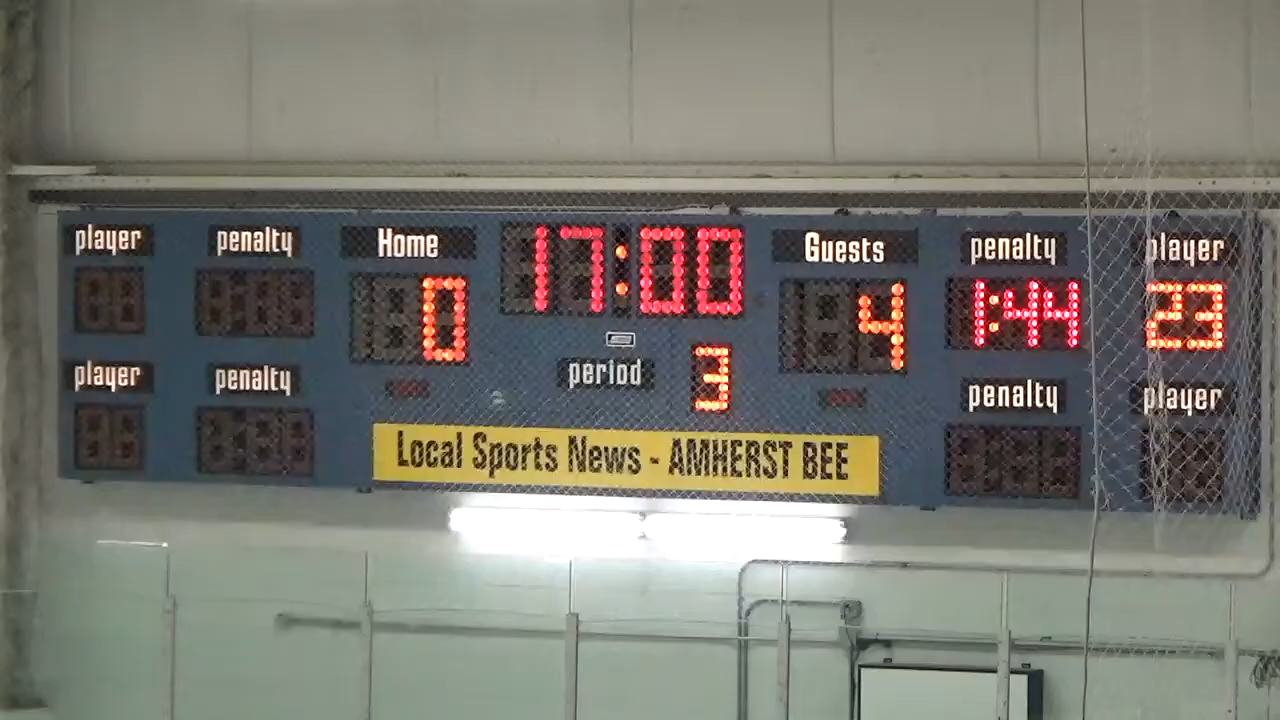 player penalty Home 17:00 Guests penalty player
0 4 1:44 23
player penalty period 3 penalty player
Local Sports News - AMHERST BEE